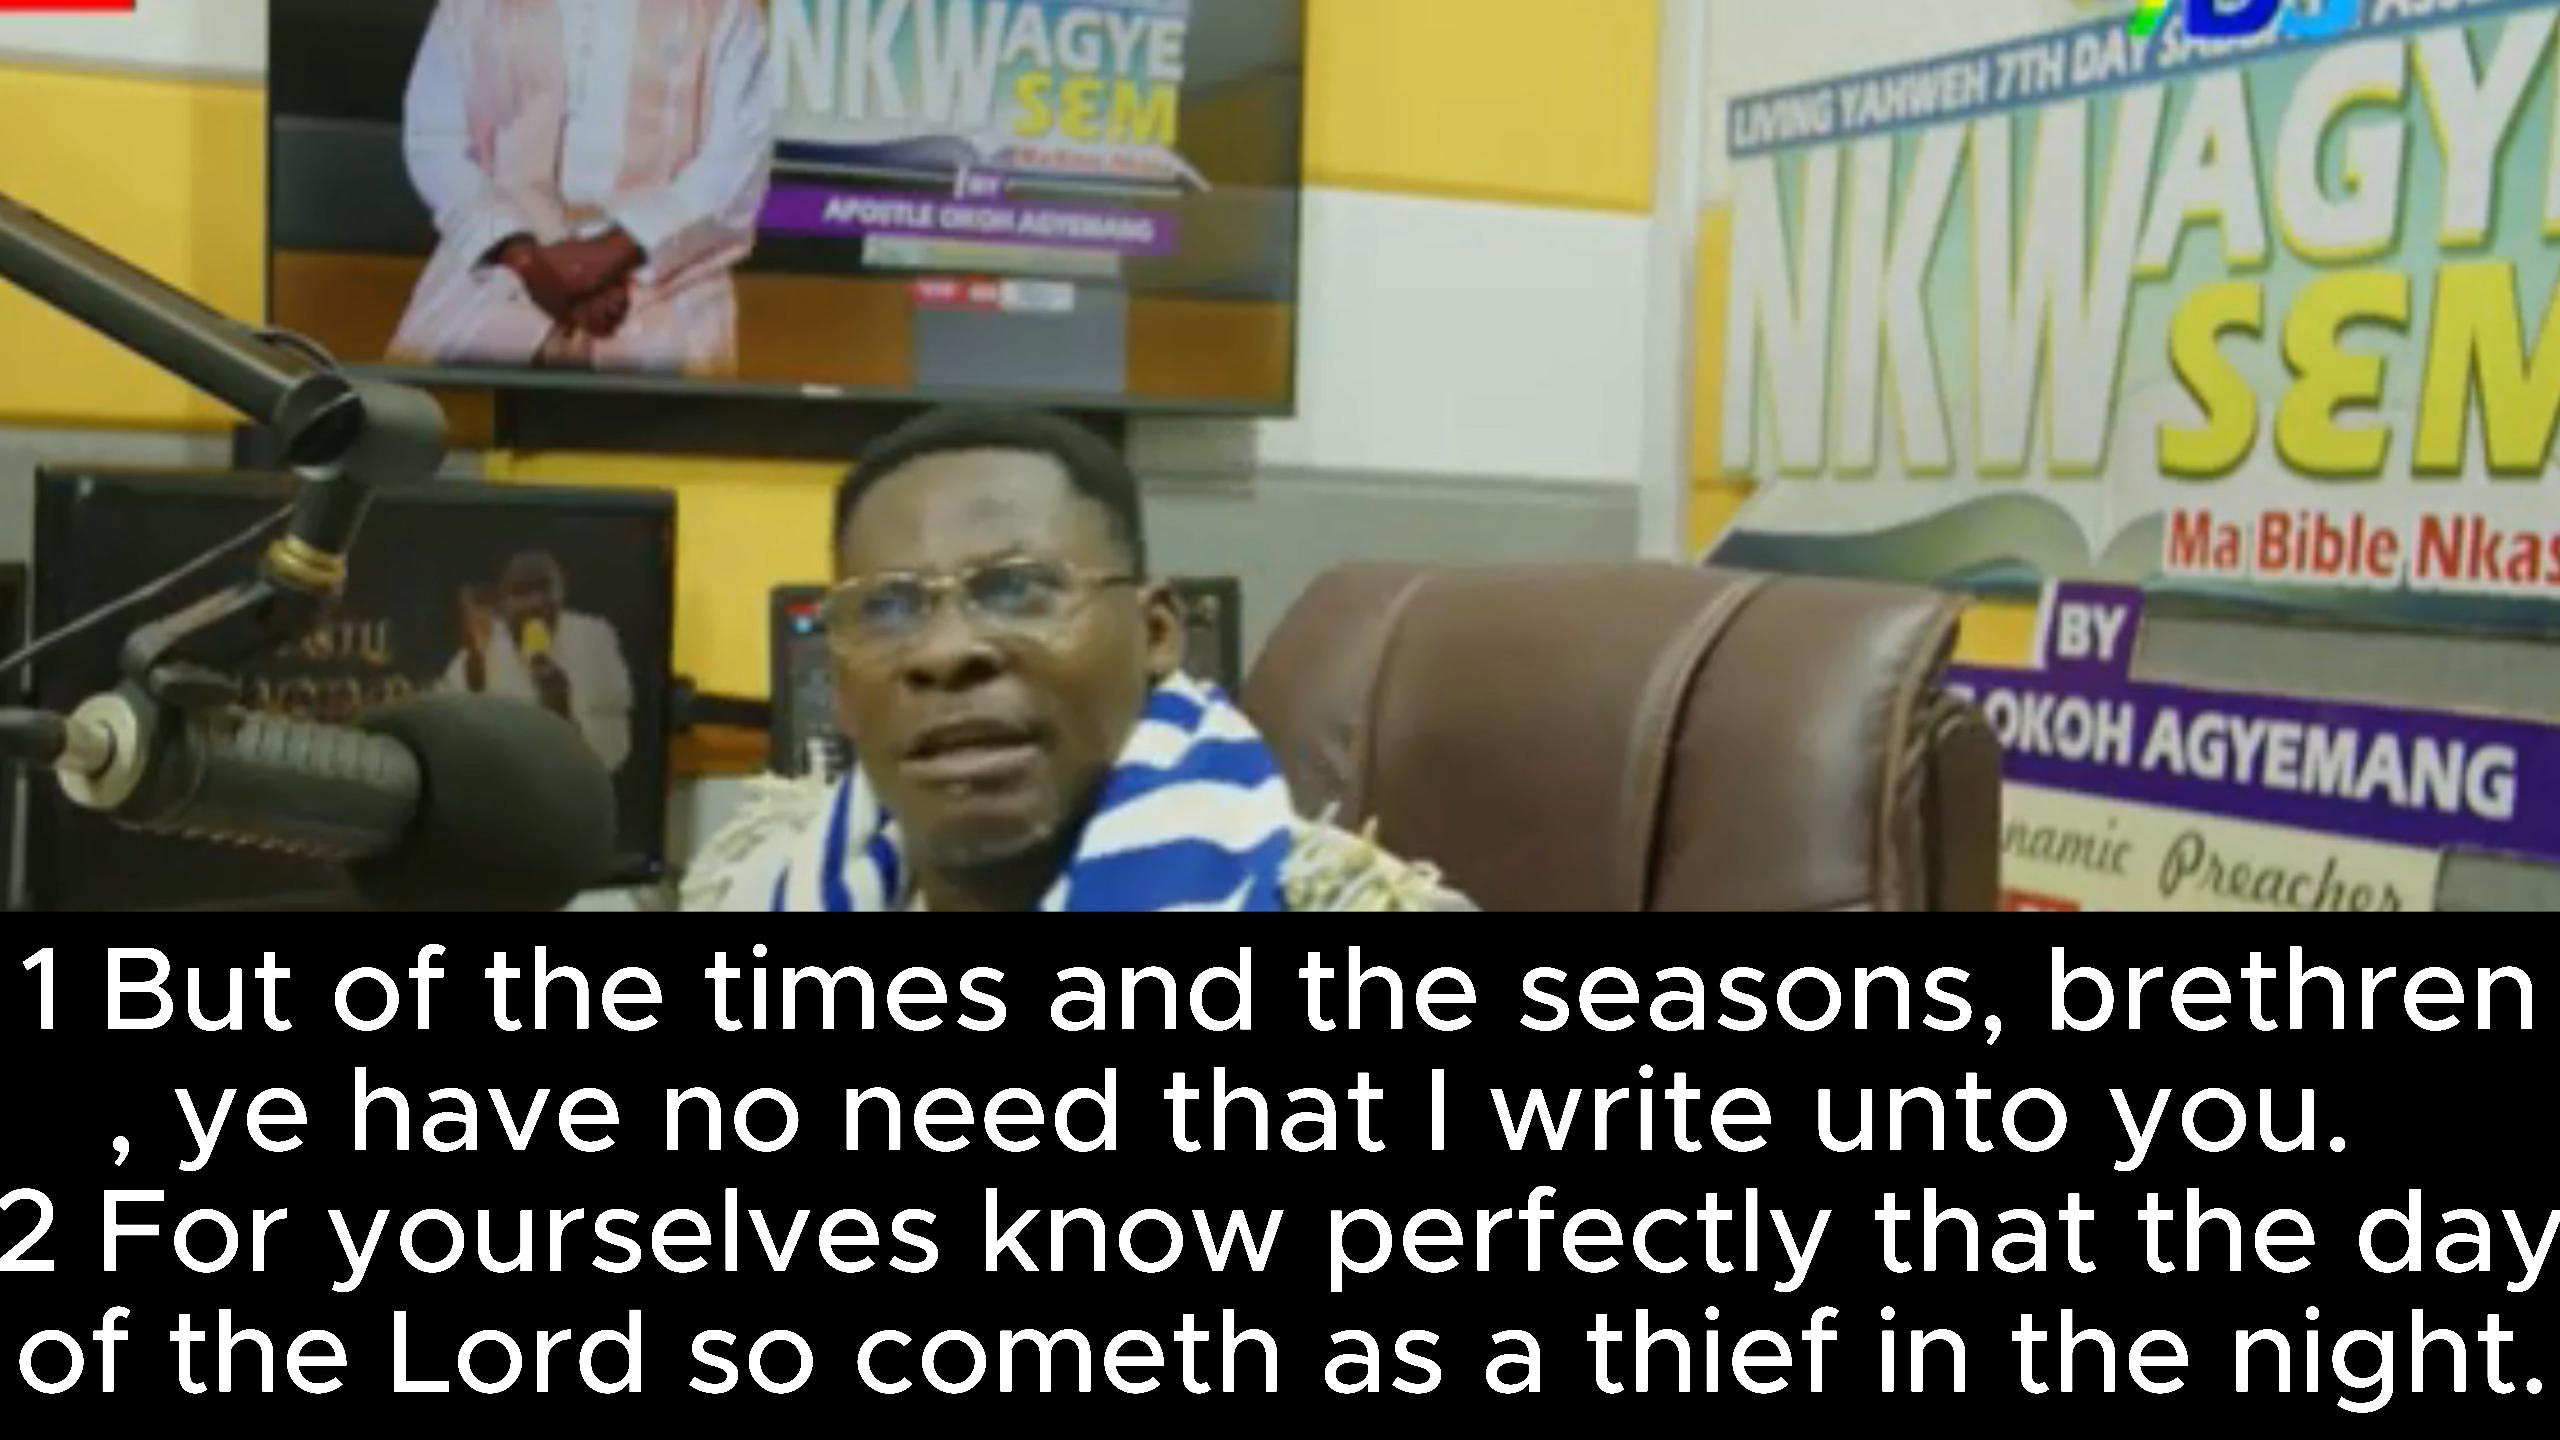 NKWAGYE
SƐM
BY
APOSTLE OKOH AGYEMANG
LIVING YAHWEH 7TH DAY
NKWAGY
SƐM
Ma Bible Nkas
BY
OKOH AGYEMANG
namic Preacher
1 But of the times and the seasons, brethren
, ye have no need that I write unto you.
2 For yourselves know perfectly that the day
of the Lord so cometh as a thief in the night.